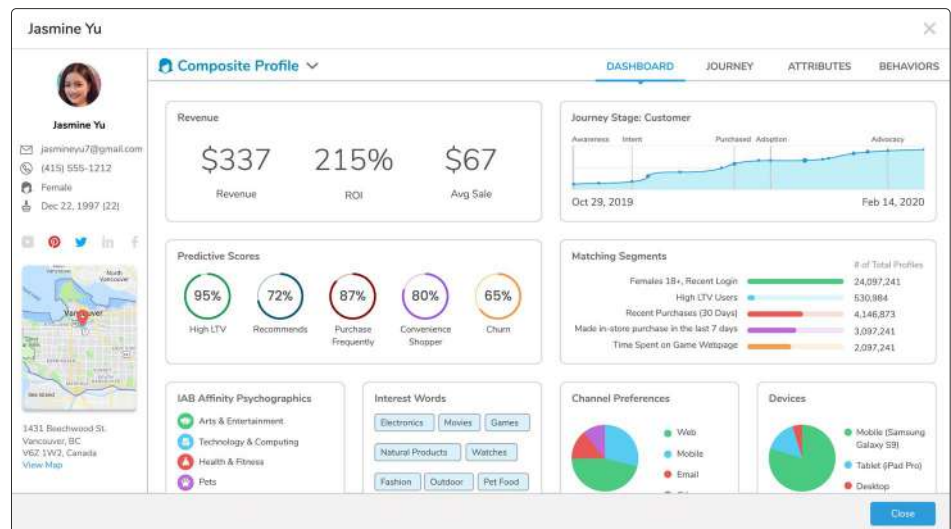 Jasmine Yu
Jasmine Yu
jasmineyu7@gmail.com
(415) 555-1212
Female
Dec 22, 1997 (22)
North Vancouver
Vancouver
1431 Beechwood St.
Vancouver, BC
V6Z 1W2, Canada
View Map
Composite Profile
DASHBOARD JOURNEY ATTRIBUTES BEHAVIORS
Revenue
$337 215% $67
Revenue ROI Avg Sale
Journey Stage: Customer
Awareness Intent Purchased Adoption Advocacy
Oct 29, 2019 Feb 14, 2020
Predictive Scores
95% 72% 87% 80% 65%
High LTV Recommends Purchase Frequently Convenience Shopper Churn
Matching Segments
# of Total Profiles
Females 18+, Recent Login 24,097,241
High LTV Users 530,984
Recent Purchases (30 Days) 4,146,873
Made in-store purchase in the last 7 days 3,097,241
Time Spent on Game Webpage 2,097,241
IAB Affinity Psychographics
Arts & Entertainment
Technology & Computing
Health & Fitness
Pets
Interest Words
Electronics Movies Games
Natural Products Watches
Fashion Outdoor Pet Food
Channel Preferences
Web
Mobile
Email
Devices
Mobile (Samsung Galaxy S9)
Tablet (iPad Pro)
Desktop
Close